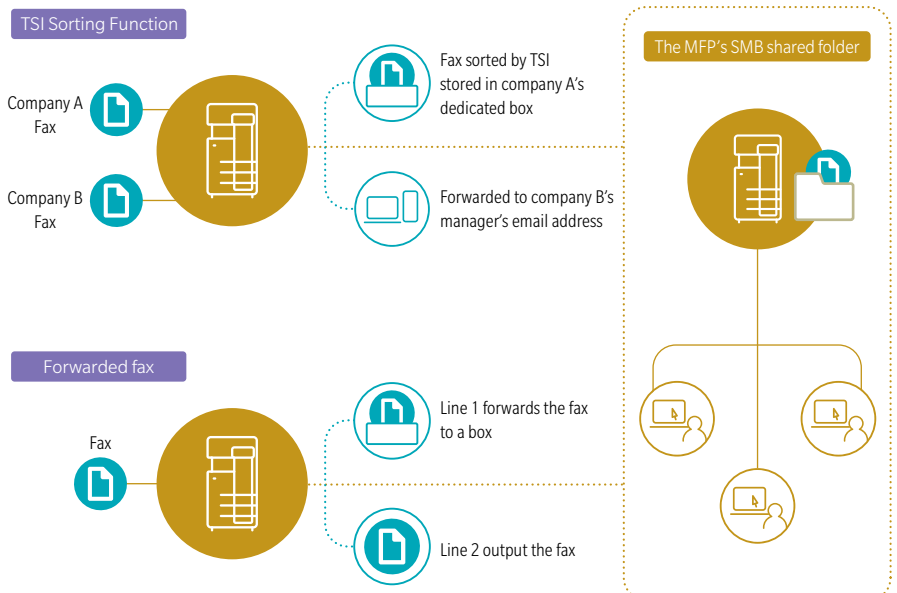 TSI Sorting Function
Company A
Fax
Company B
Fax
Fax sorted by TSI
stored in company A's
dedicated box
Forwarded to company B's
manager's email address
The MFP's SMB shared folder
Forwarded fax
Fax
Line 1 forwards the fax
to a box
Line 2 output the fax